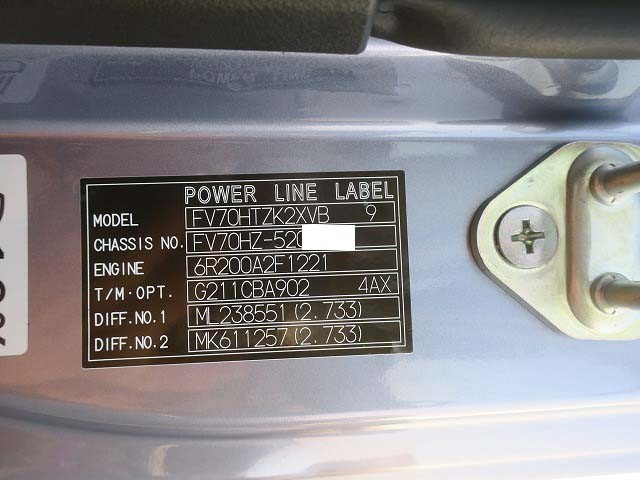 POWER LINE LABEL
MODEL FV70HTZK2XVB 9
CHASSIS NO. FV70HZ-520
ENGINE 6R200A2F1221
T/M·OPT. G211CBA902 4AX
DIFF.NO.1 ML238551(2.733)
DIFF.NO.2 MK611257(2.733)